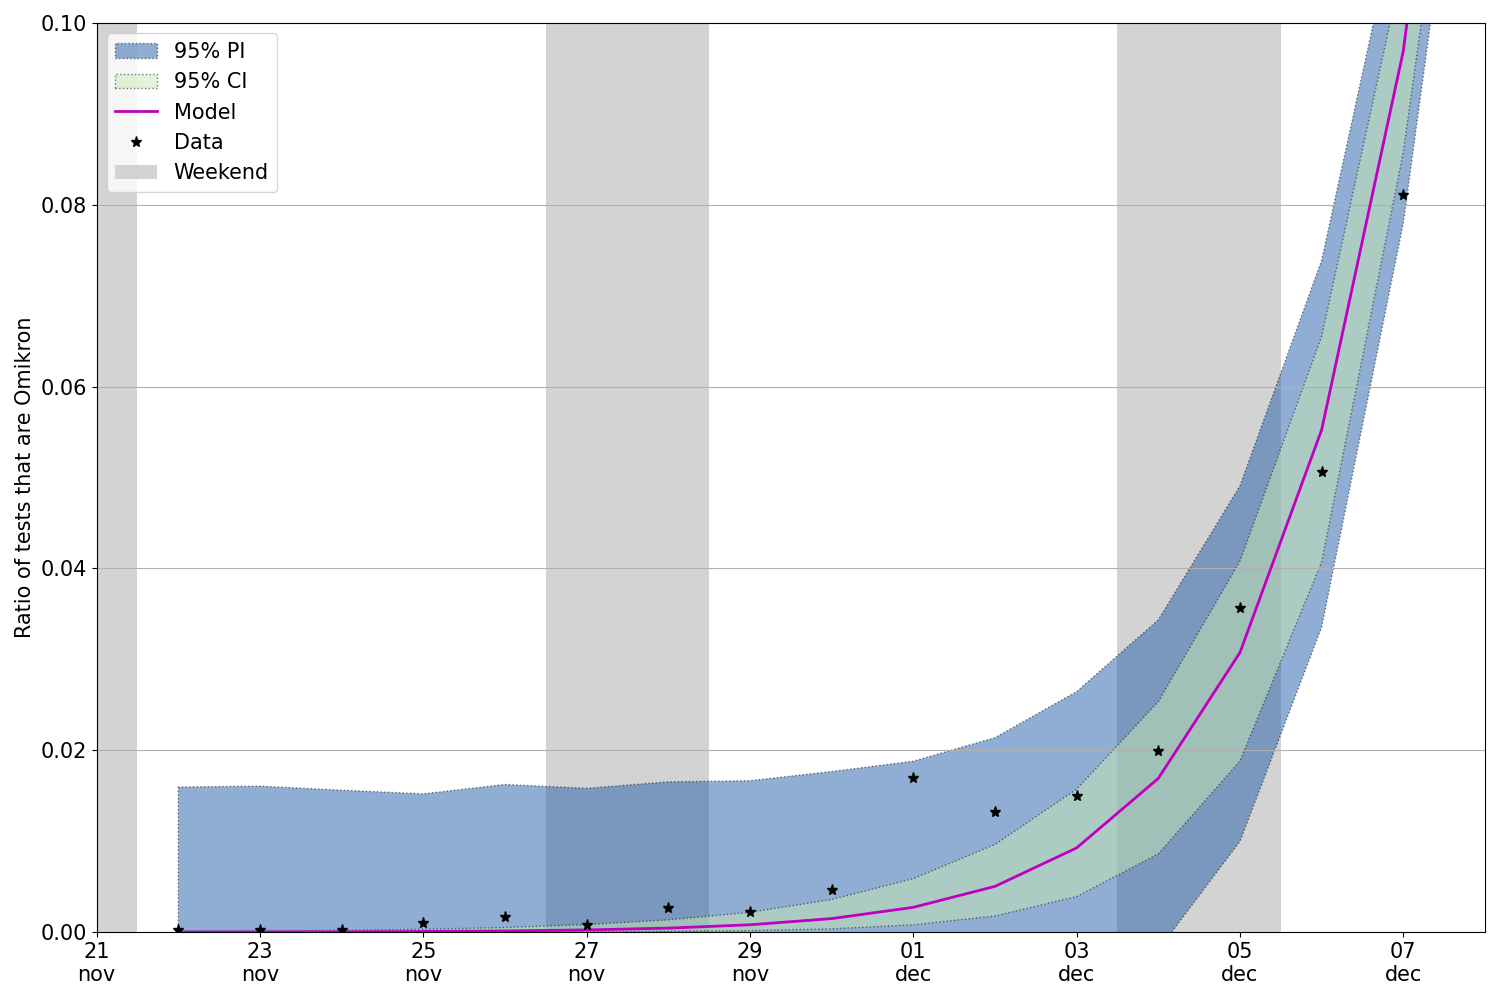 0.10
0.08
0.06
0.04
0.02
0.00
Ratio of tests that are Omikron
95% PI
95% CI
Model
Data
Weekend
21
nov
23
nov
25
nov
27
nov
29
nov
01
dec
03
dec
05
dec
07
dec